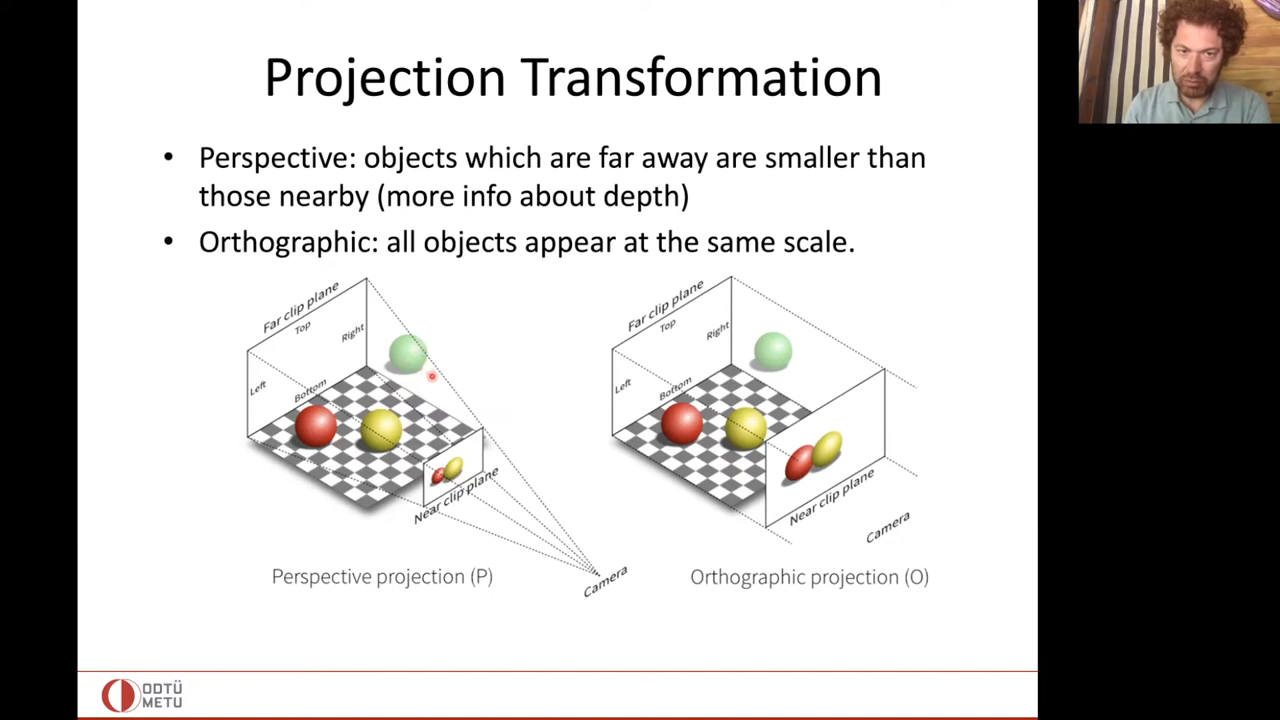 Projection Transformation
• Perspective: objects which are far away are smaller than
those nearby (more info about depth)
• Orthographic: all objects appear at the same scale.
Far clip plane
Top
Right
Left
Bottom
Near clip plane
Camera
Perspective projection (P)
Far clip plane
Top
Right
Left
Bottom
Near clip plane
Camera
Orthographic projection (O)
ODTÜ
METU